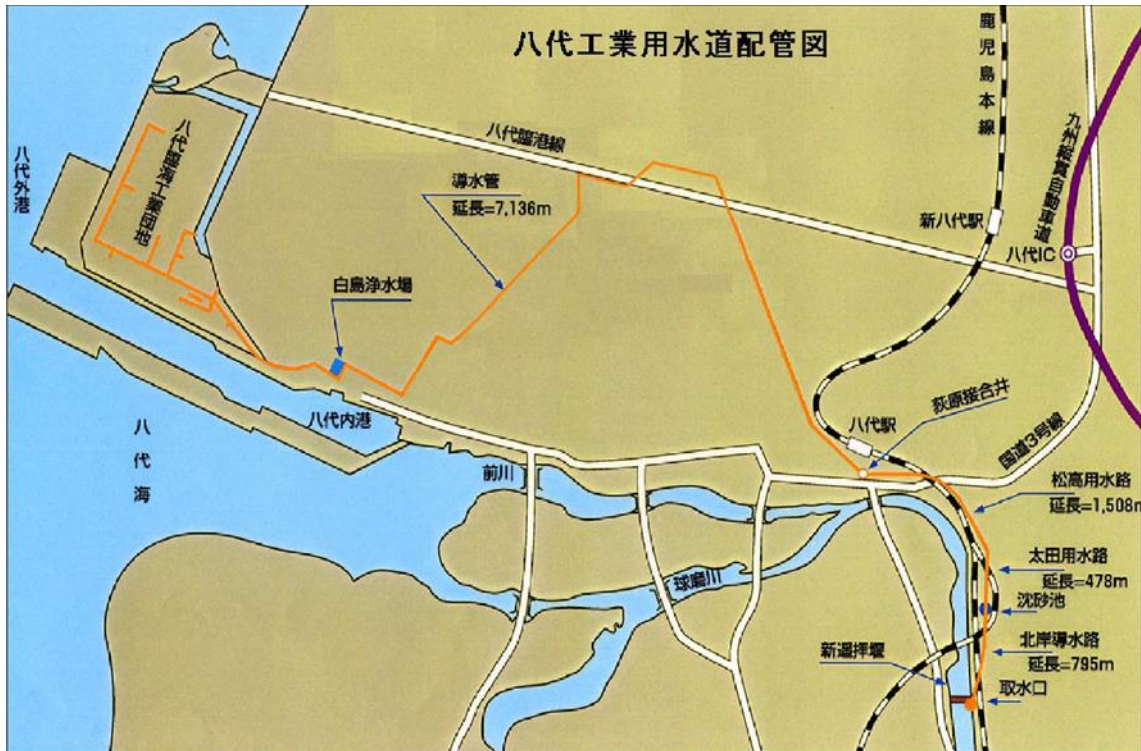 八代工業用水道配管図
鹿児島本線
九州縦貫自動車道
八代臨港線
八代外港
八代臨海工業団地
導水管
延長=7,136m
新八代駅
八代IC
白島浄水場
荻原接合井
八代駅
国道3号線
八代内港
八代海
前川
松高用水路
延長=1,508m
太田用水路
延長=478m
球磨川
沈砂池
新遥拝堰
北岸導水路
延長=795m
取水口